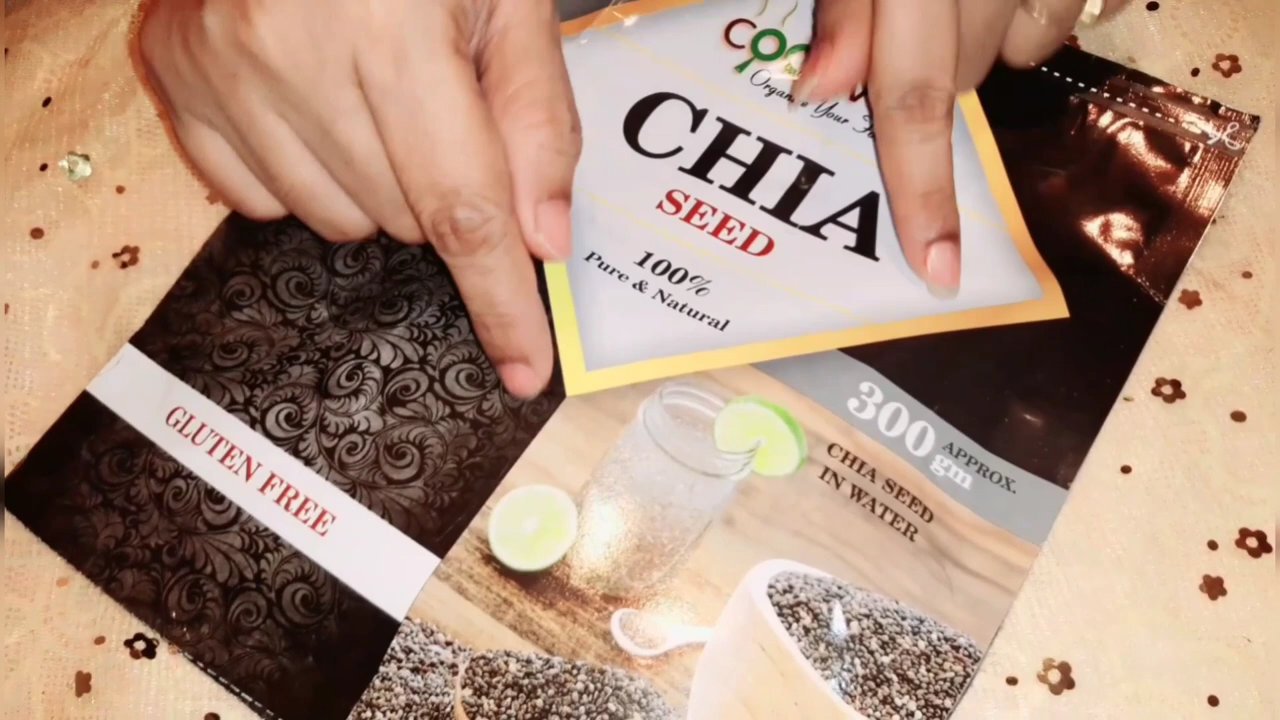 CHIA
SEED
100%
Pure & Natural
300 gm APPROX.
CHIA SEED
IN WATER
GLUTEN FREE